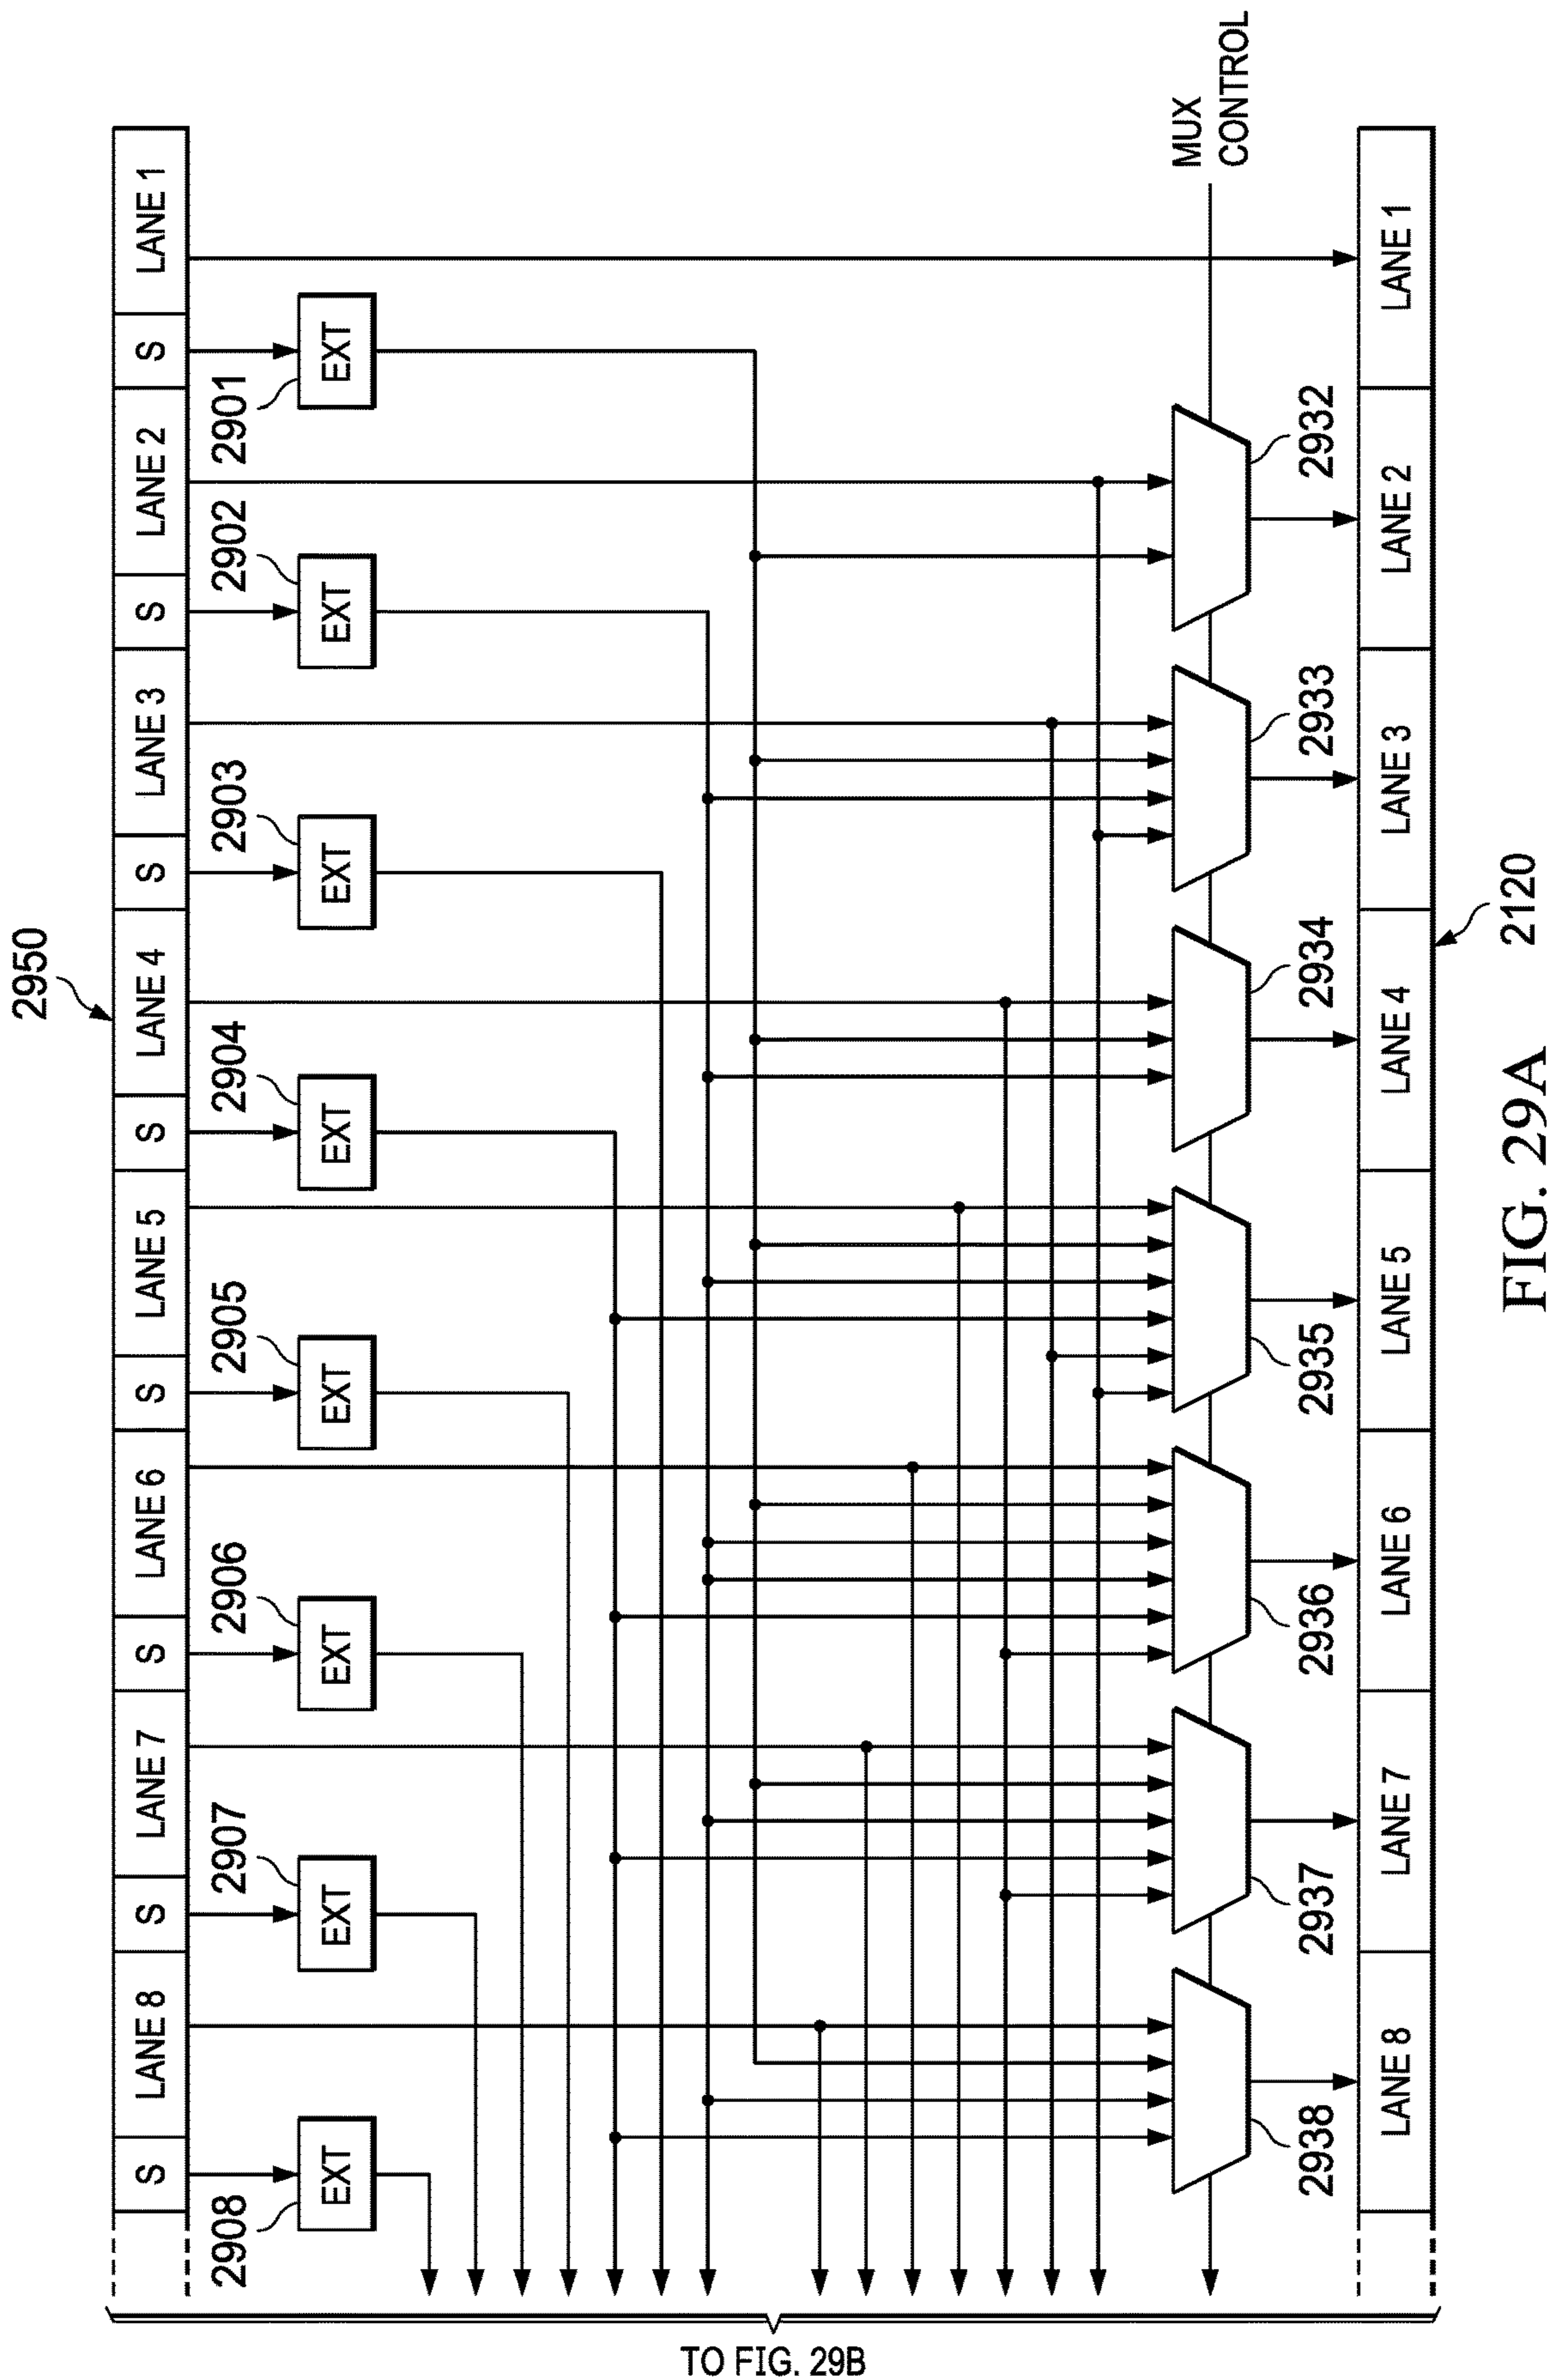 2950
LANE 1
S
LANE 2
S
LANE 3
S
LANE 4
S
LANE 5
S
LANE 6
S
LANE 7
S
LANE 8
S
2901
EXT
2902
EXT
2903
EXT
2904
EXT
2905
EXT
2906
EXT
2907
EXT
2908
EXT
MUX
CONTROL
2932
2933
2934
2935
2936
2937
2938
LANE 1
LANE 2
LANE 3
LANE 4
LANE 5
LANE 6
LANE 7
LANE 8
2120
TO FIG. 29B
FIG. 29A